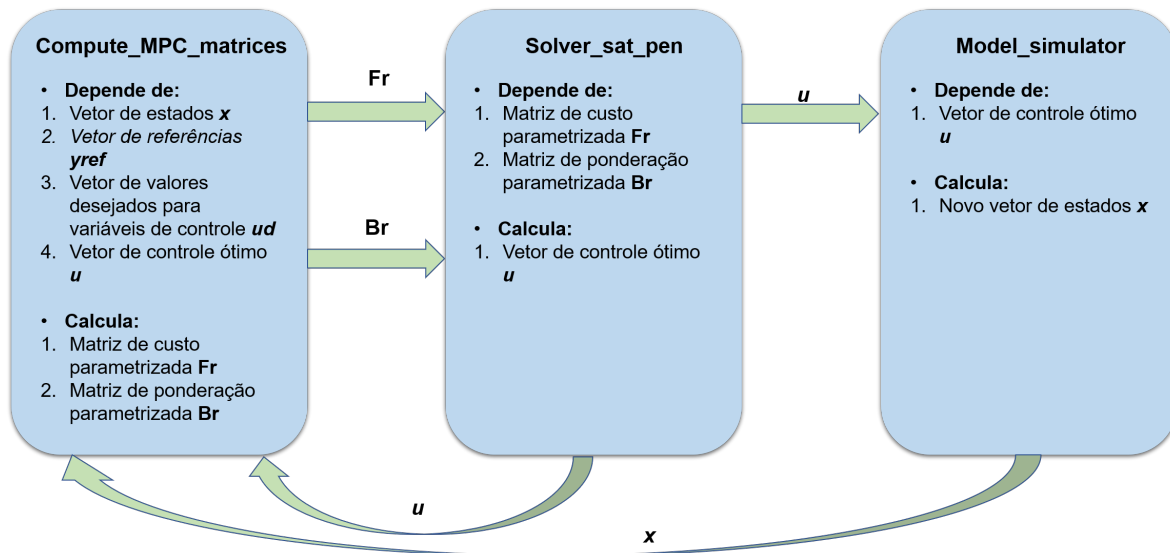 Compute_MPC_matrices
• Depende de:
1. Vetor de estados x
2. Vetor de referências
yref
3. Vetor de valores
desejados para
variáveis de controle ud
4. Vetor de controle ótimo
u
• Calcula:
1. Matriz de custo
parametrizada Fr
2. Matriz de ponderação
parametrizada Br
Fr
Br
Solver_sat_pen
• Depende de:
1. Matriz de custo
parametrizada Fr
2. Matriz de ponderação
parametrizada Br
• Calcula:
1. Vetor de controle ótimo
u
u
Model_simulator
• Depende de:
1. Vetor de controle ótimo
u
• Calcula:
1. Novo vetor de estados x
u
x